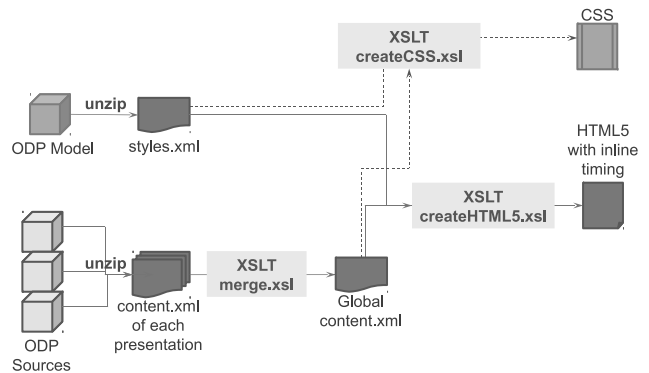 CSS
XSLT
createCSS.xsl
unzip
ODP Model
styles.xml
HTML5
with inline
timing
XSLT
createHTML5.xsl
unzip
XSLT
merge.xsl
content.xml
of each
presentation
Global
content.xml
ODP
Sources